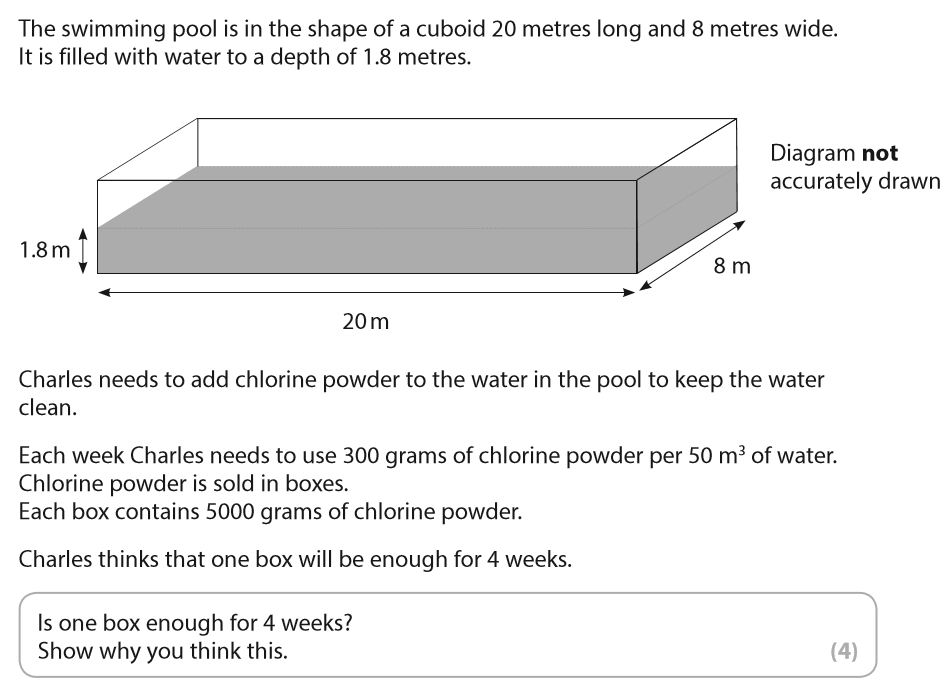 The swimming pool is in the shape of a cuboid 20 metres long and 8 metres wide.
It is filled with water to a depth of 1.8 metres.
Diagram not
accurately drawn
1.8 m
8 m
20 m
Charles needs to add chlorine powder to the water in the pool to keep the water
clean.
Each week Charles needs to use 300 grams of chlorine powder per 50 m³ of water.
Chlorine powder is sold in boxes.
Each box contains 5000 grams of chlorine powder.
Charles thinks that one box will be enough for 4 weeks.
Is one box enough for 4 weeks?
Show why you think this.
(4)